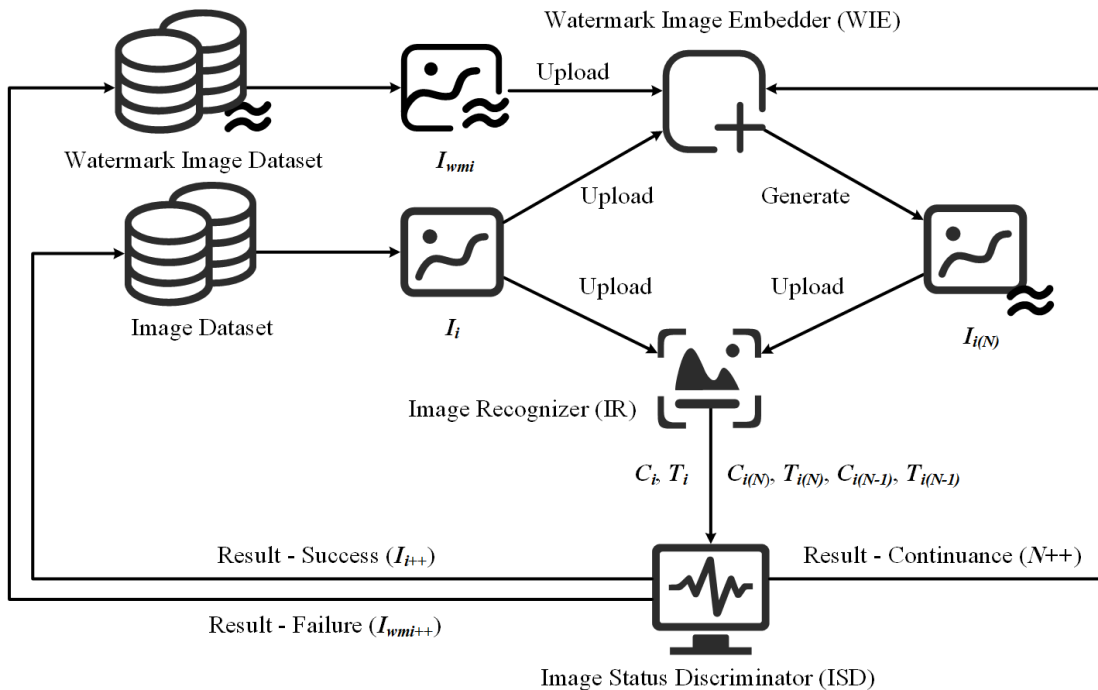 Watermark Image Embedder (WIE)
Upload
Watermark Image Dataset
I_wmi
Upload
Generate
Image Dataset
I_i
Upload
Upload
I_i(N)
Image Recognizer (IR)
C_i, T_i
C_i(N), T_i(N), C_i(N-1), T_i(N-1)
Result - Success (I_i++)
Result - Continuance (N++)
Result - Failure (I_wmi++)
Image Status Discriminator (ISD)